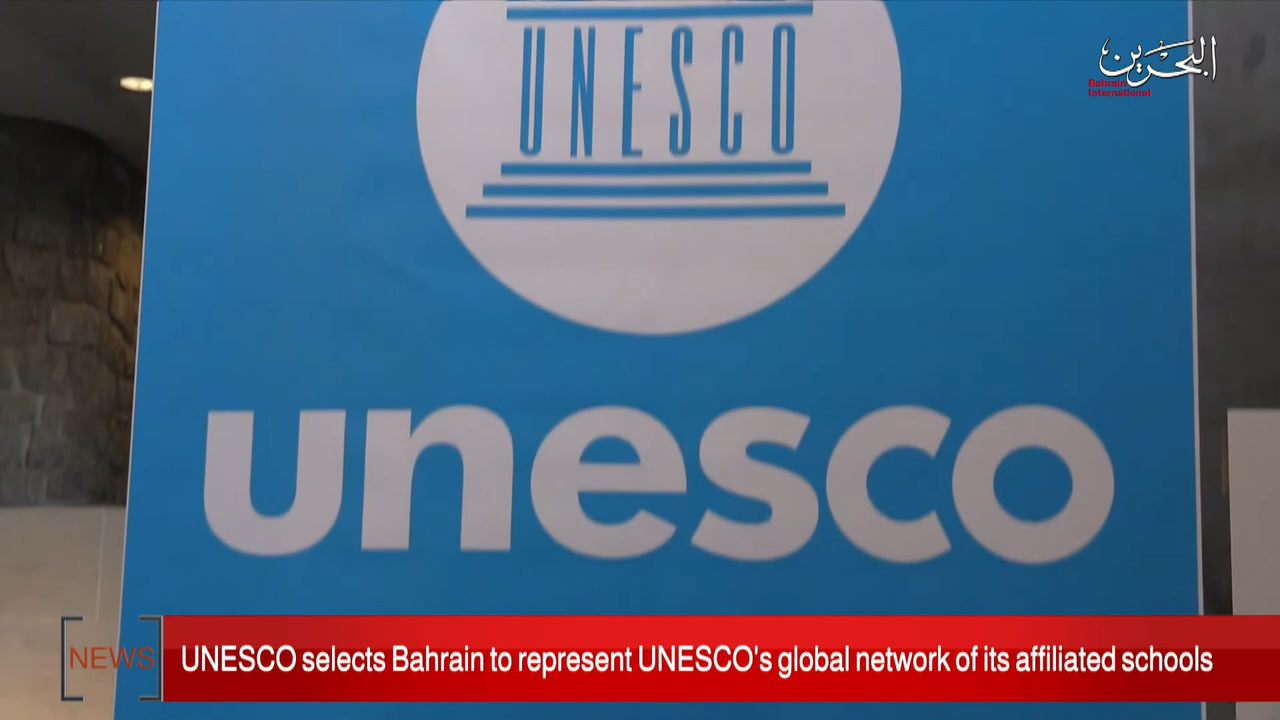 UNESCO
البحرين
Bahrain
International
unesco
NEWS
UNESCO selects Bahrain to represent UNESCO's global network of its affiliated schools